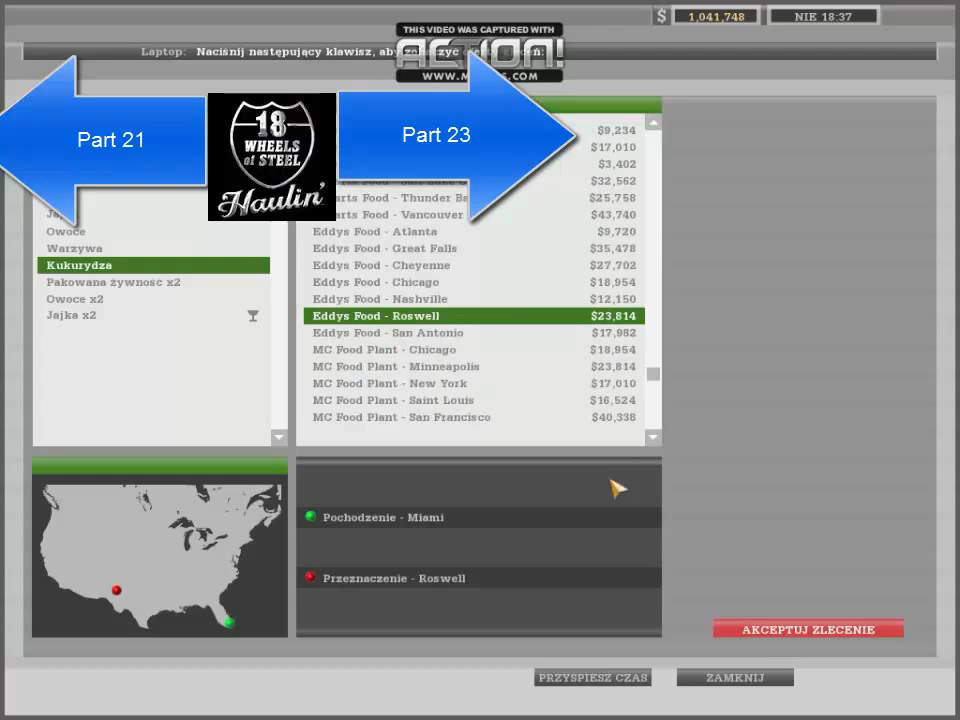 $ 1,041,748 NIE 18:37
THIS VIDEO WAS CAPTURED WITH
ACTION!
Laptop: Naciśnij następujący klawisz, aby zobaczyć
Part 21
18
WHEELS
of STEEL
Haulin'
Part 23
Owoce
Warzywa
Kukurydza
Pakowana żywność x2
Owoce x2
Jajka x2
$9,234
$17,010
$3,402
$32,562
arts Food - Thunder Ba $25,758
arts Food - Vancouver $43,740
Eddys Food - Atlanta $9,720
Eddys Food - Great Falls $35,478
Eddys Food - Cheyenne $27,702
Eddys Food - Chicago $18,954
Eddys Food - Nashville $12,150
Eddys Food - Roswell $23,814
Eddys Food - San Antonio $17,982
MC Food Plant - Chicago $18,954
MC Food Plant - Minneapolis $23,814
MC Food Plant - New York $17,010
MC Food Plant - Saint Louis $16,524
MC Food Plant - San Francisco $40,338
Pochodzenie - Miami
Przeznaczenie - Roswell
AKCEPTUJ ZLECENIE
PRZYSPIESZ CZAS
ZAMKNIJ